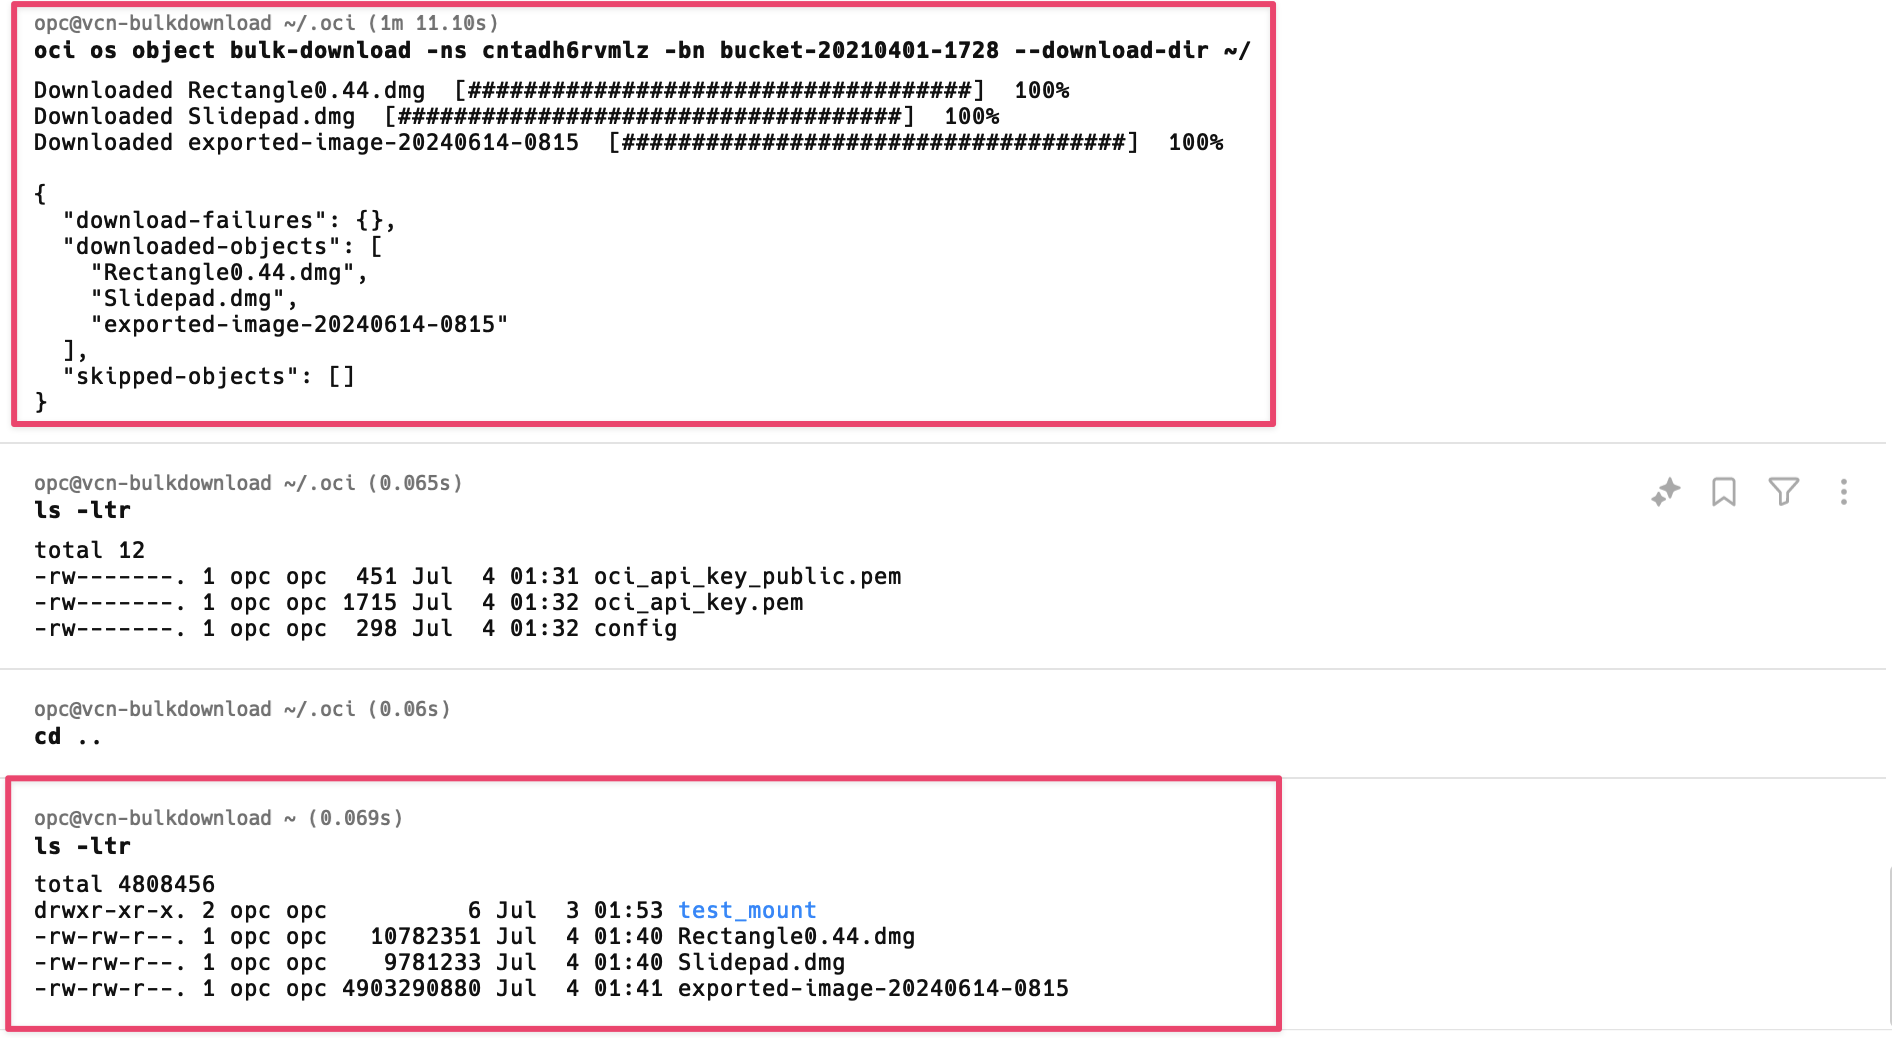 opc@vcn-bulkdownload ~/.oci (1m 11.10s)
oci os object bulk-download -ns cntadh6rvmlz -bn bucket-20210401-1728 --download-dir ~/
Downloaded Rectangle0.44.dmg  [####################################]  100%
Downloaded Slidepad.dmg  [####################################]  100%
Downloaded exported-image-20240614-0815  [####################################]  100%
{
  "download-failures": {},
  "downloaded-objects": [
    "Rectangle0.44.dmg",
    "Slidepad.dmg",
    "exported-image-20240614-0815"
  ],
  "skipped-objects": []
}
opc@vcn-bulkdownload ~/.oci (0.065s)
ls -ltr
total 12
-rw-------. 1 opc opc  451 Jul  4 01:31 oci_api_key_public.pem
-rw-------. 1 opc opc 1715 Jul  4 01:32 oci_api_key.pem
-rw-------. 1 opc opc  298 Jul  4 01:32 config
opc@vcn-bulkdownload ~/.oci (0.06s)
cd ..
opc@vcn-bulkdownload ~ (0.069s)
ls -ltr
total 4808456
drwxr-xr-x. 2 opc opc          6 Jul  3 01:53 test_mount
-rw-rw-r--. 1 opc opc   10782351 Jul  4 01:40 Rectangle0.44.dmg
-rw-rw-r--. 1 opc opc    9781233 Jul  4 01:40 Slidepad.dmg
-rw-rw-r--. 1 opc opc 4903290880 Jul  4 01:41 exported-image-20240614-0815